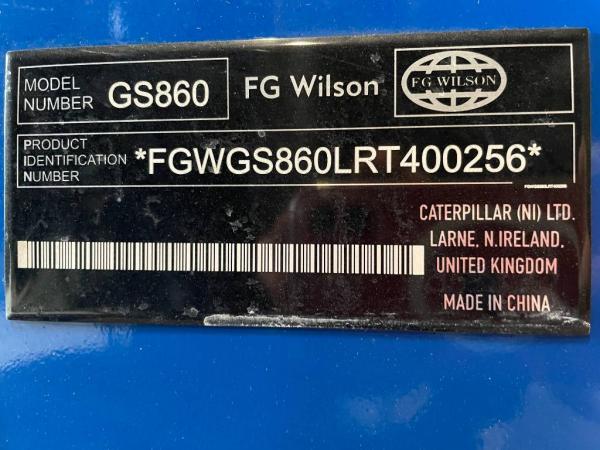 MODEL
NUMBER
GS860
FG Wilson
FG WILSON
PRODUCT
IDENTIFICATION
NUMBER
*FGWGS860LRT400256*
FGWGS860LRT400256
CATERPILLAR (NI) LTD.
LARNE, N.IRELAND,
UNITED KINGDOM
MADE IN CHINA